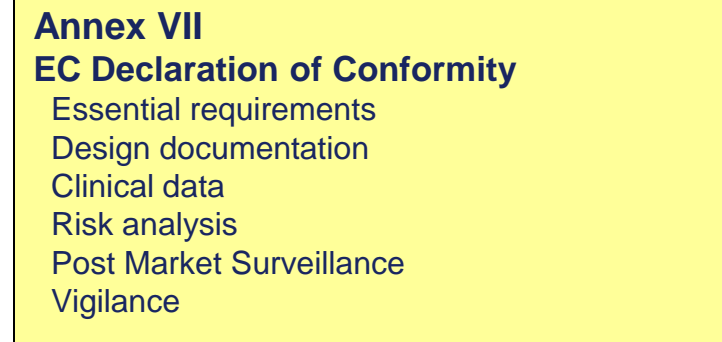 Annex VII
EC Declaration of Conformity
Essential requirements
Design documentation
Clinical data
Risk analysis
Post Market Surveillance
Vigilance